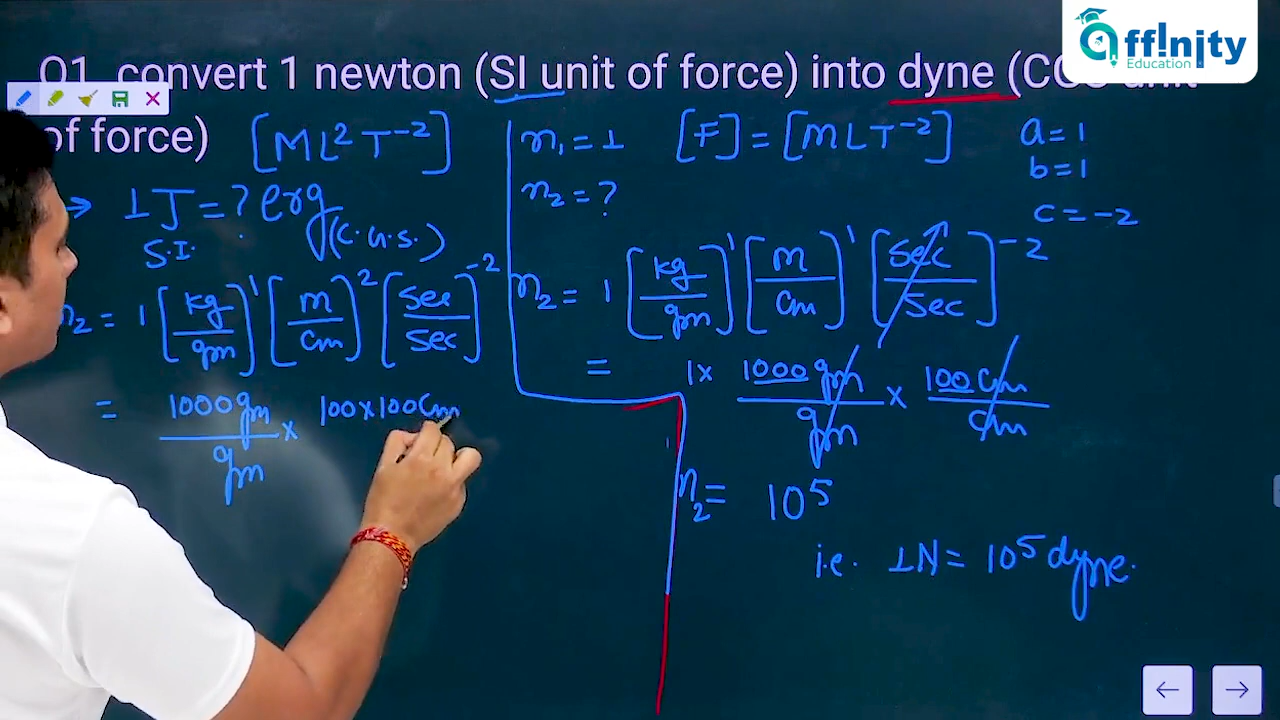 Aff!nity
Education
Q1. convert 1 newton (SI unit of force) into dyne (CGS unit
of force)
[ML² T⁻²]
→ 1J = ? erg
S.I. (C.G.S.)
n₂ = 1 [kg/gm]¹ [m/cm]² [sec/sec]⁻²
= 1000gm/gm × 100×100cm
n₁ = 1 [F] = [MLT⁻²] a = 1
n₂ = ? b = 1
c = -2
n₂ = 1 [kg/gm]¹ [m/cm]¹ [sec/sec]⁻²
= 1× 1000gm/gm × 100cm/cm
n₂ = 10⁵
i.e. 1N = 10⁵ dyne.